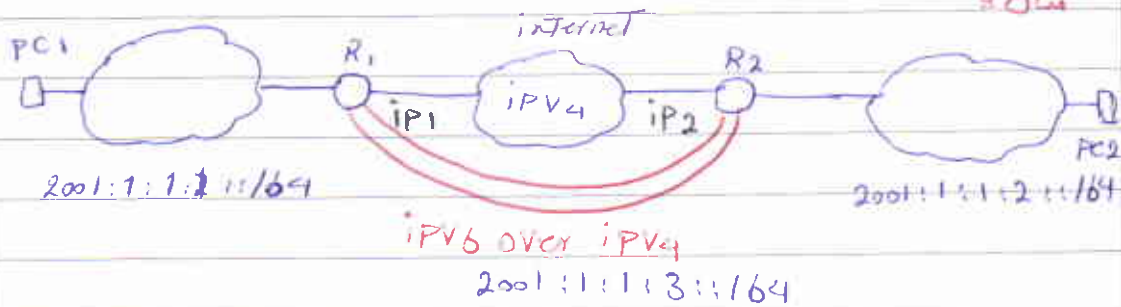 internet
PC1
R1
R2
iPV4
iP1
iP2
PC2
2001:1:1:1::/64
2001:1:1:2::/64
iPV6 over iPV4
2001:1:1:3::/64